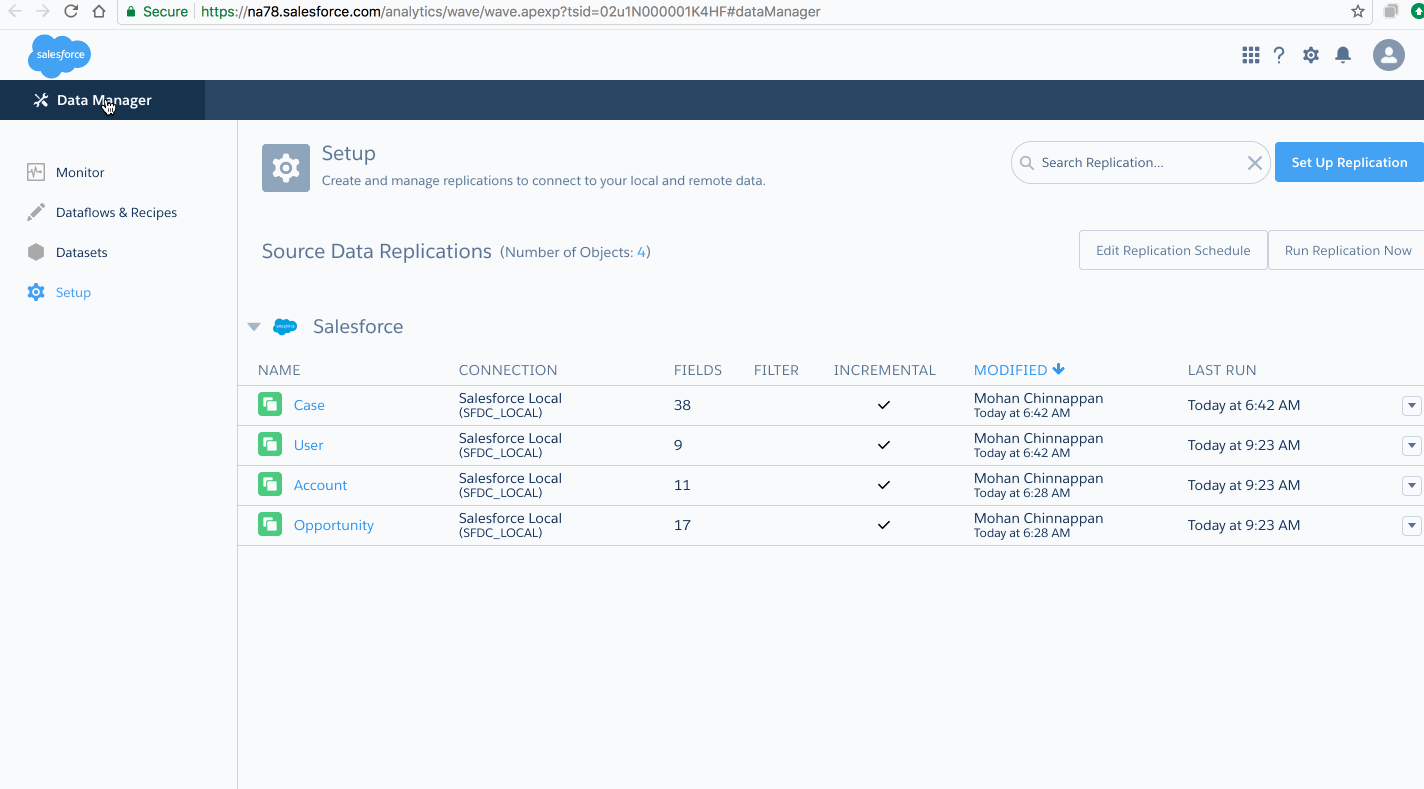 Secure https://na78.salesforce.com/analytics/wave/wave.apexp?tsid=02u1N000001K4HF#dataManager
salesforce
Data Manager
Monitor
Dataflows & Recipes
Datasets
Setup
Setup
Create and manage replications to connect to your local and remote data.
Search Replication...
Set Up Replication
Source Data Replications (Number of Objects: 4)
Edit Replication Schedule
Run Replication Now
Salesforce
NAME CONNECTION FIELDS FILTER INCREMENTAL MODIFIED LAST RUN
Case Salesforce Local 38 Mohan Chinnappan Today at 6:42 AM
(SFDC_LOCAL) Today at 6:42 AM
User Salesforce Local 9 Mohan Chinnappan Today at 9:23 AM
(SFDC_LOCAL) Today at 6:42 AM
Account Salesforce Local 11 Mohan Chinnappan Today at 9:23 AM
(SFDC_LOCAL) Today at 6:28 AM
Opportunity Salesforce Local 17 Mohan Chinnappan Today at 9:23 AM
(SFDC_LOCAL) Today at 6:28 AM